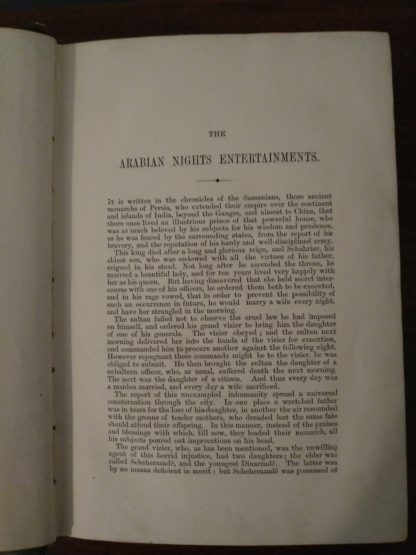 THE
ARABIAN NIGHTS ENTERTAINMENTS.
IT is written in the chronicles of the Sassanians, those ancient
monarchs of Persia, who extended their empire over the continent
and islands of India, beyond the Ganges, and almost to China, that
there once lived an illustrious prince of that powerful house, who
was as much beloved by his subjects for his wisdom and prudence,
as he was feared by the surrounding states, from the report of his
bravery, and the reputation of his hardy and well-disciplined army.
This king died after a long and glorious reign, and Schahriar, his
eldest son, who was endowed with all the virtues of his father,
reigned in his stead. Not long after he ascended the throne, he
married a beautiful lady, and for ten years lived very happily with
her as his queen. But having discovered that she held secret inter-
course with one of his officers, he ordered them both to be executed,
and in his rage vowed, that in order to prevent the possibility of
such an occurrence in future, he would marry a wife every night,
and have her strangled in the morning.
The sultan failed not to observe the cruel law he had imposed
on himself, and ordered his grand vizier to bring him the daughter
of one of his generals. The vizier obeyed; and the sultan next
morning delivered her into the hands of the vizier for execution,
and commanded him to procure another against the following night.
However repugnant these commands might be to the vizier, he was
obliged to submit. He then brought the sultan the daughter of a
subaltern officer, who, as usual, suffered death the next morning.
The next was the daughter of a citizen. And thus every day was
a maiden married, and every day a wife sacrificed.
The report of this unexampled inhumanity spread a universal
consternation through the city. In one place a wretched father
was in tears for the loss of his daughter, in another the air resounded
with the groans of tender mothers, who dreaded lest the same fate
should attend their offspring. In this manner, instead of the praises
and blessings with which, till now, they loaded their monarch, all
his subjects poured out imprecations on his head.
The grand vizier, who, as has been mentioned, was the unwilling
agent of this horrid injustice, had two daughters; the elder was
called Scheherazadè, and the youngest Dinarzadè. The latter was
by no means deficient in merit; but Scheherazadè was possessed of